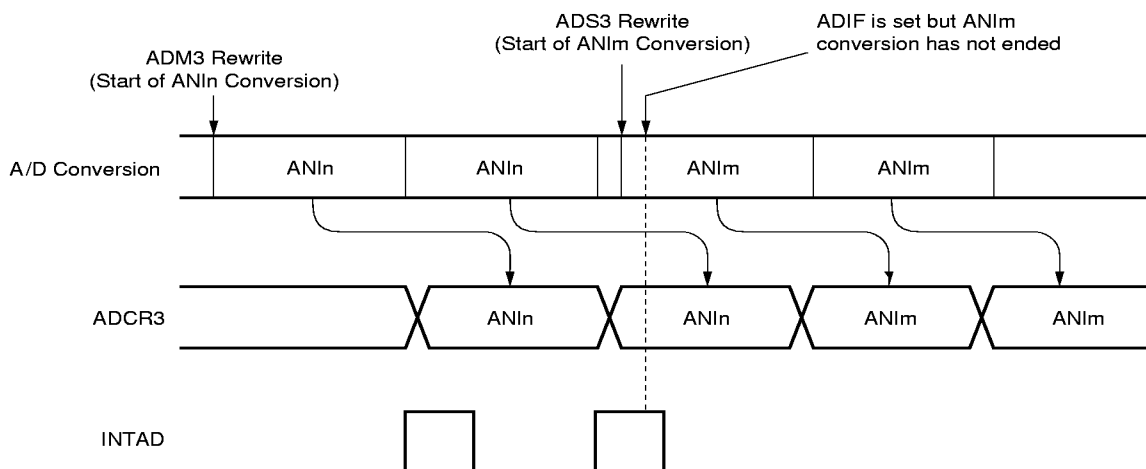 ADM3 Rewrite
(Start of ANIn Conversion)
ADS3 Rewrite
(Start of ANIm Conversion)
ADIF is set but ANIm
conversion has not ended
A/D Conversion
ANIn
ANIn
ANIm
ANIm
ADCR3
ANIn
ANIn
ANIm
ANIm
INTAD